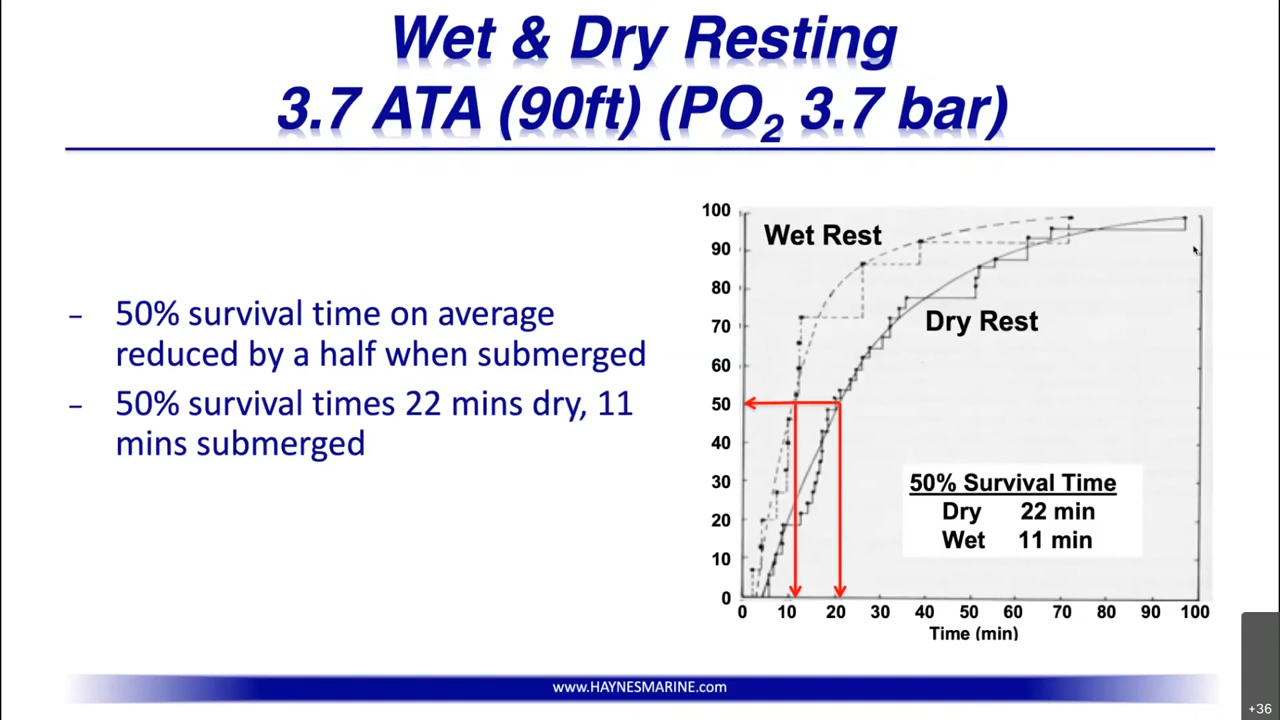 Wet & Dry Resting
3.7 ATA (90ft) (PO₂ 3.7 bar)
– 50% survival time on average
reduced by a half when submerged
– 50% survival times 22 mins dry, 11
mins submerged
100
90
80
70
60
50
40
30
20
10
0
Wet Rest
Dry Rest
50% Survival Time
Dry 22 min
Wet 11 min
0 10 20 30 40 50 60 70 80 90 100
Time (min)
www.HAYNESMARINE.com
+36